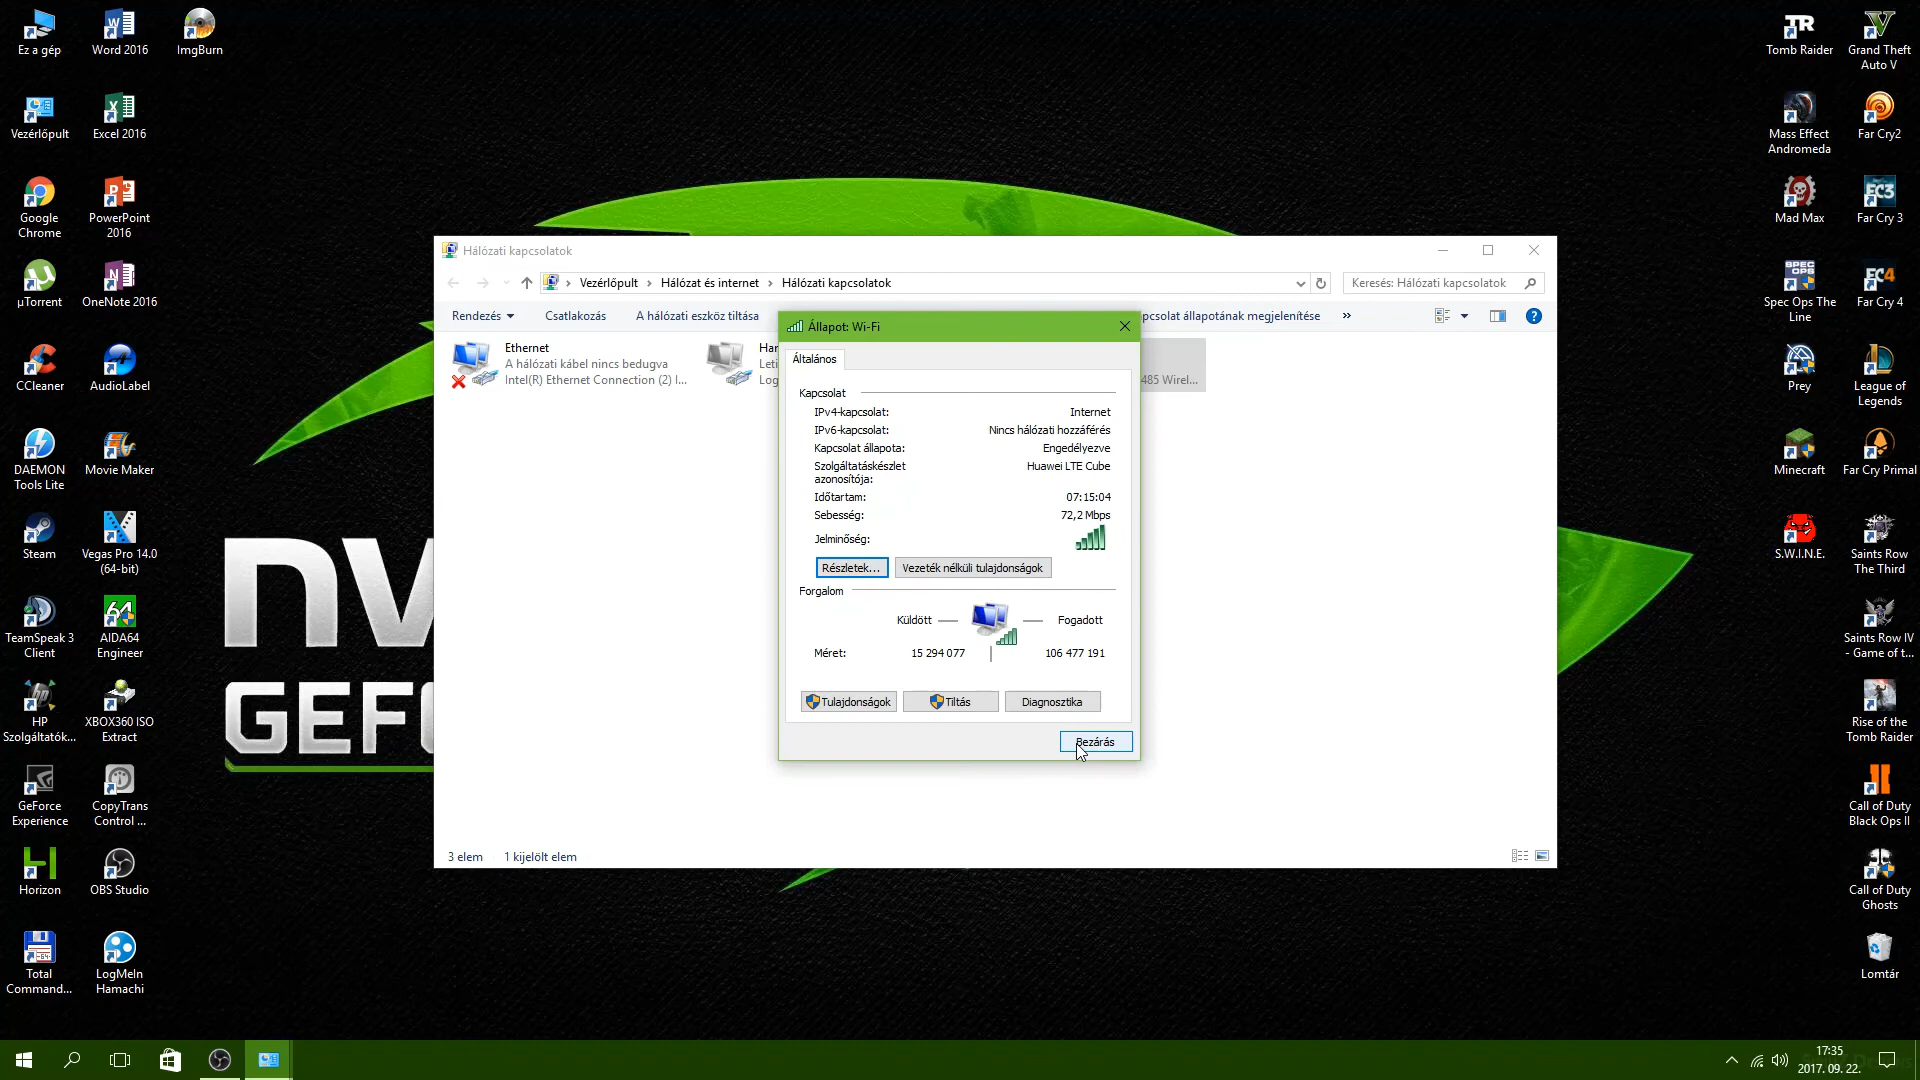 Ez a gép
Word 2016
ImgBurn
Vezérlőpult
Excel 2016
Google
Chrome
PowerPoint
2016
µTorrent
OneNote 2016
CCleaner
AudioLabel
DAEMON
Tools Lite
Movie Maker
Steam
Vegas Pro 14.0
(64-bit)
TeamSpeak 3
Client
AIDA64
Engineer
HP
Szolgáltatók...
XBOX360 ISO
Extract
GeForce
Experience
CopyTrans
Control ...
Horizon
OBS Studio
Total
Command...
LogMeIn
Hamachi
Hálózati kapcsolatok
Vezérlőpult › Hálózat és internet › Hálózati kapcsolatok
Keresés: Hálózati kapcsolatok
Rendezés
Csatlakozás
A hálózati eszköz tiltása
pcsolat állapotának megjelenítése
»
Ethernet
A hálózati kábel nincs bedugva
Intel(R) Ethernet Connection (2) I...
Har
Leti
Log
485 Wirel...
Állapot: Wi-Fi
Általános
Kapcsolat
IPv4-kapcsolat: Internet
IPv6-kapcsolat: Nincs hálózati hozzáférés
Kapcsolat állapota: Engedélyezve
Szolgáltatáskészlet Huawei LTE Cube
azonosítója:
Időtartam: 07:15:04
Sebesség: 72,2 Mbps
Jelminőség:
Részletek... Vezeték nélküli tulajdonságok
Forgalom
Küldött — — Fogadott
Méret: 15 294 077 106 477 191
Tulajdonságok Tiltás Diagnosztika
Bezárás
3 elem 1 kijelölt elem
NV
GEF
Tomb Raider
Grand Theft
Auto V
Mass Effect
Andromeda
Far Cry2
Mad Max
Far Cry 3
Spec Ops The
Line
Far Cry 4
Prey
League of
Legends
Minecraft
Far Cry Primal
S.W.I.N.E.
Saints Row
The Third
Saints Row IV
- Game of t...
Rise of the
Tomb Raider
Call of Duty
Black Ops II
Call of Duty
Ghosts
Lomtár
17:35
2017. 09. 22.